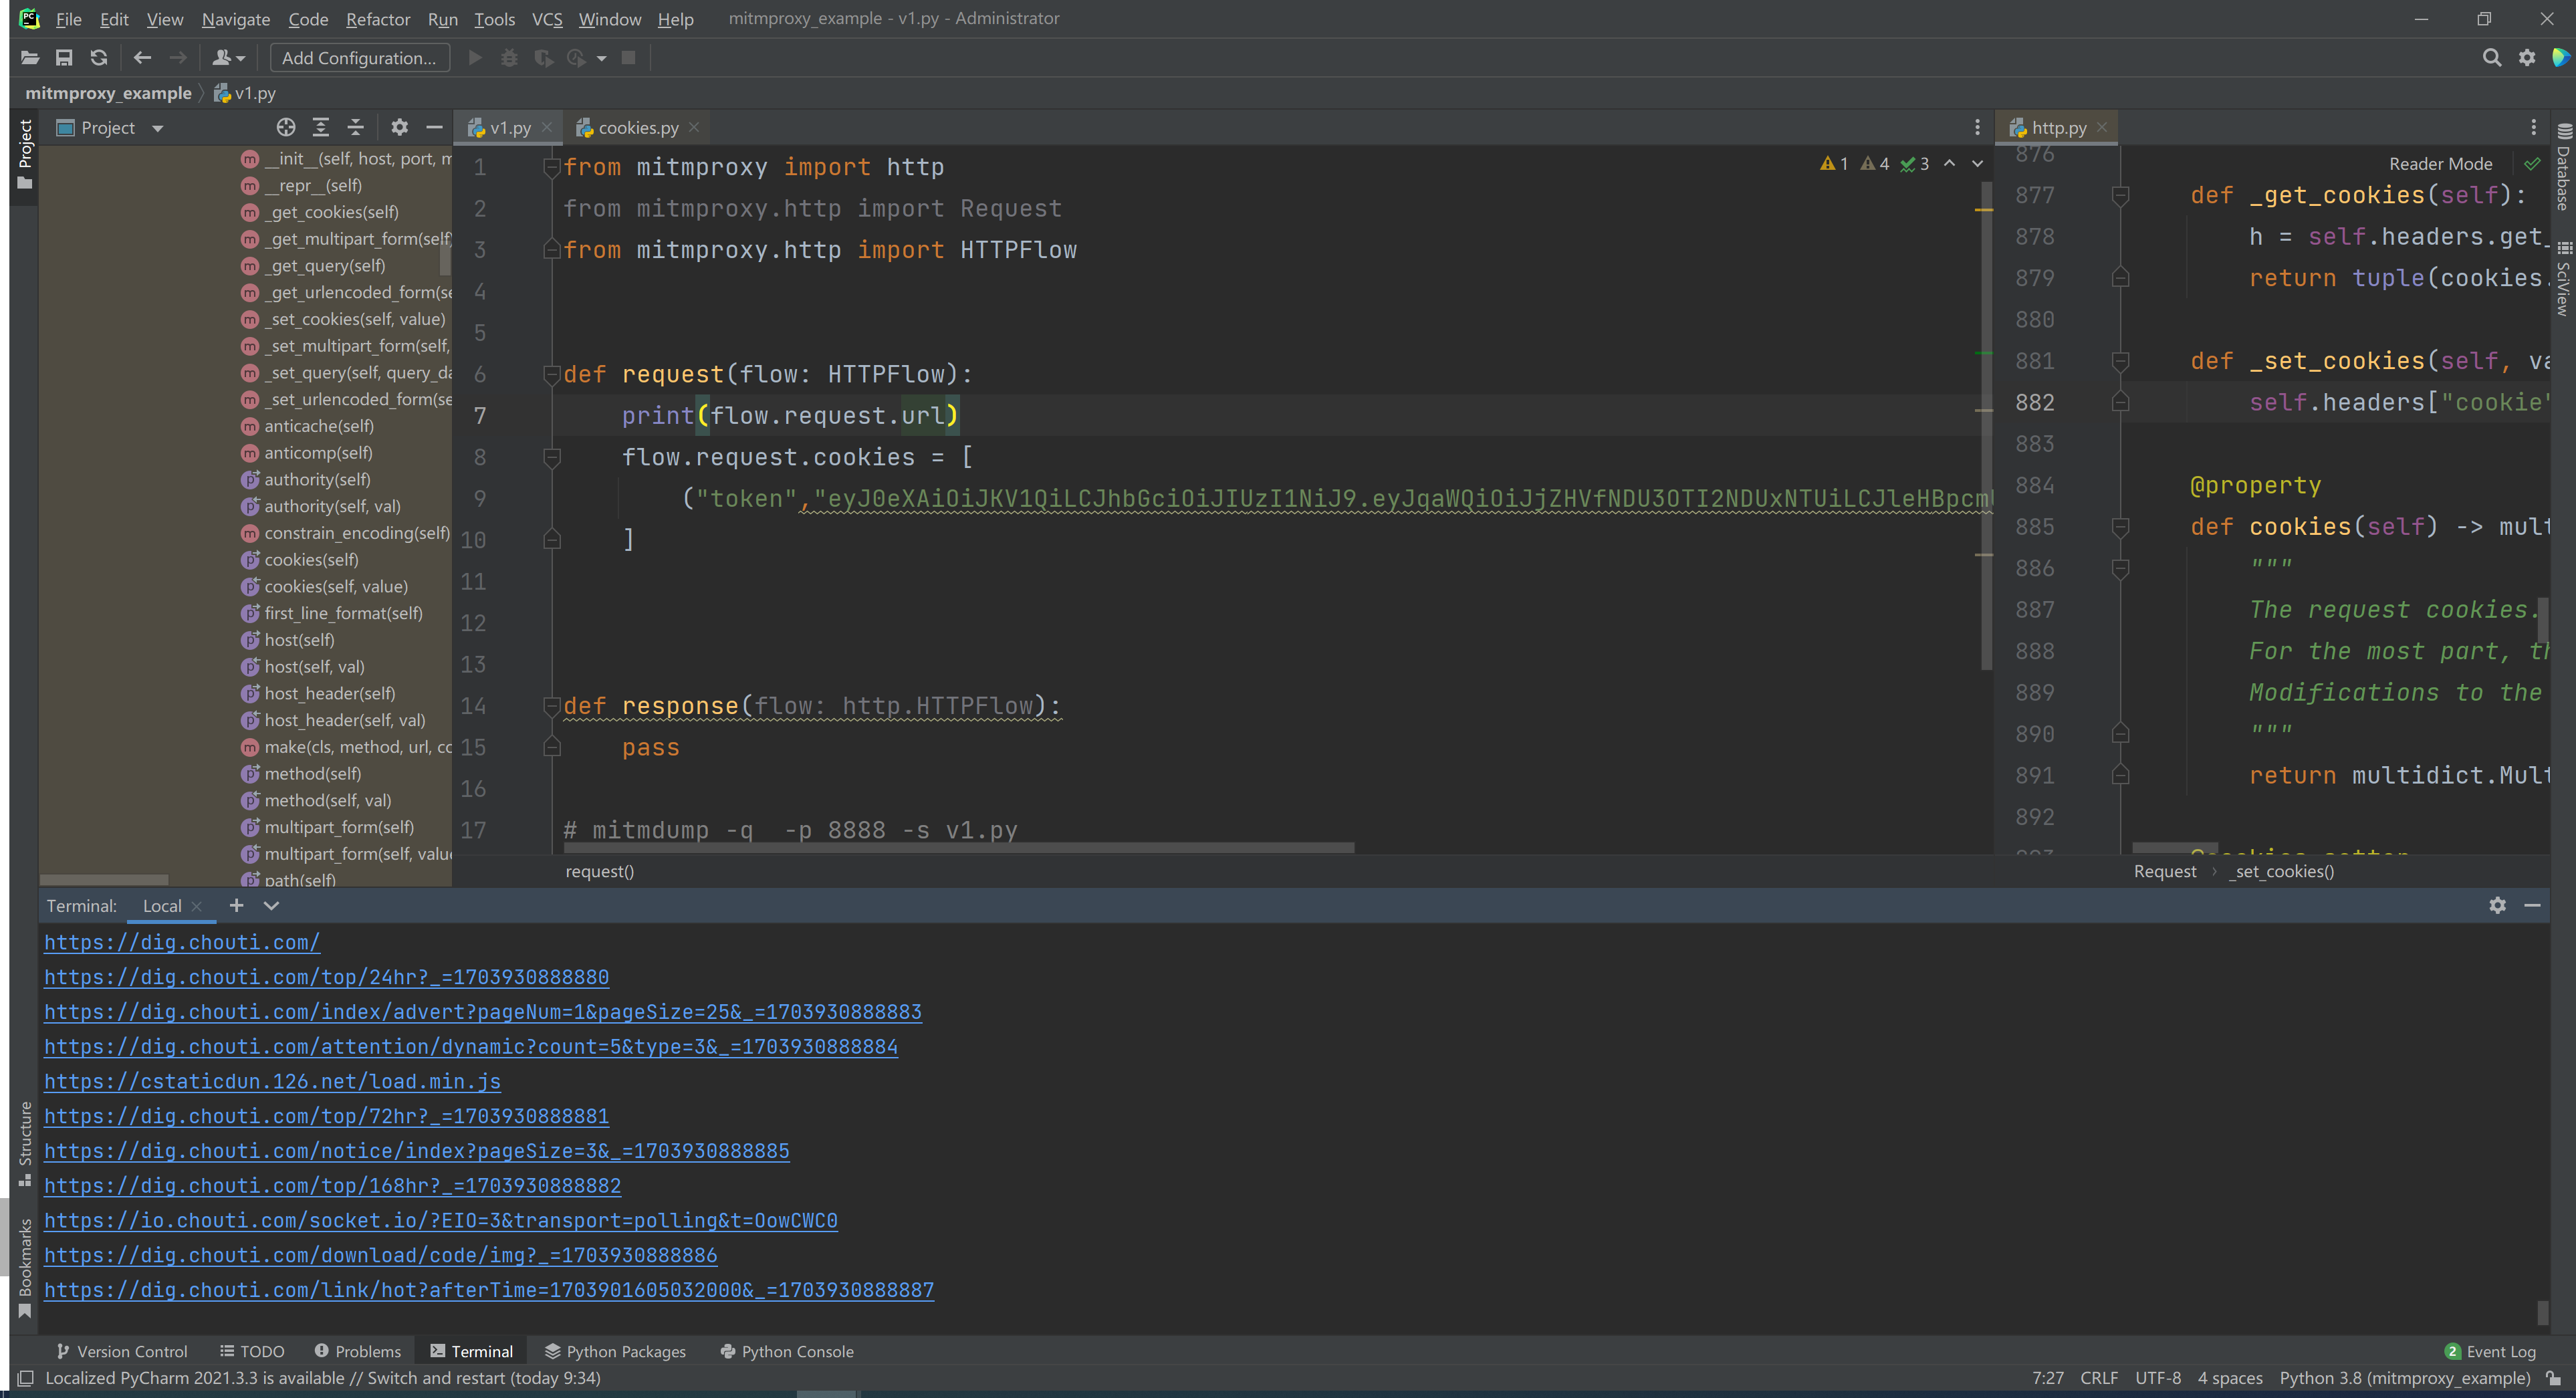 File Edit View Navigate Code Refactor Run Tools VCS Window Help mitmproxy_example - v1.py - Administrator
Add Configuration...
mitmproxy_example v1.py
Project
Project
v1.py
cookies.py
http.py
Database
SciView
Structure
Bookmarks
__init__(self, host, port, m
__repr__(self)
_get_cookies(self)
_get_multipart_form(self)
_get_query(self)
_get_urlencoded_form(se
_set_cookies(self, value)
_set_multipart_form(self,
_set_query(self, query_da
_set_urlencoded_form(se
anticache(self)
anticomp(self)
authority(self)
authority(self, val)
constrain_encoding(self)
cookies(self)
cookies(self, value)
first_line_format(self)
host(self)
host(self, val)
host_header(self)
host_header(self, val)
make(cls, method, url, co
method(self)
method(self, val)
multipart_form(self)
multipart_form(self, value
path(self)
1 from mitmproxy import http
2 from mitmproxy.http import Request
3 from mitmproxy.http import HTTPFlow
4
5
6 def request(flow: HTTPFlow):
7 print(flow.request.url)
8 flow.request.cookies = [
9 ("token","eyJ0eXAiOiJKV1QiLCJhbGciOiJIUzI1NiJ9.eyJqaWQiOiJjZHVfNDU3OTI2NDUxNTUiLCJleHBpcm
10 ]
11
12
13
14 def response(flow: http.HTTPFlow):
15 pass
16
17 # mitmdump -q -p 8888 -s v1.py
1 4 3
request()
Reader Mode
876
877 def _get_cookies(self):
878 h = self.headers.get_
879 return tuple(cookies.
880
881 def _set_cookies(self, va
882 self.headers["cookie"
883
884 @property
885 def cookies(self) -> mult
886 """
887 The request cookies.
888 For the most part, th
889 Modifications to the
890 """
891 return multidict.Mult
892
893 @cookies.setter
Request _set_cookies()
Terminal: Local
https://dig.chouti.com/
https://dig.chouti.com/top/24hr?_=1703930888880
https://dig.chouti.com/index/advert?pageNum=1&pageSize=25&_=1703930888883
https://dig.chouti.com/attention/dynamic?count=5&type=3&_=1703930888884
https://cstaticdun.126.net/load.min.js
https://dig.chouti.com/top/72hr?_=1703930888881
https://dig.chouti.com/notice/index?pageSize=3&_=1703930888885
https://dig.chouti.com/top/168hr?_=1703930888882
https://io.chouti.com/socket.io/?EIO=3&transport=polling&t=OowCWC0
https://dig.chouti.com/download/code/img?_=1703930888886
https://dig.chouti.com/link/hot?afterTime=1703901605032000&_=1703930888887
Version Control TODO Problems Terminal Python Packages Python Console 2 Event Log
Localized PyCharm 2021.3.3 is available // Switch and restart (today 9:34) 7:27 CRLF UTF-8 4 spaces Python 3.8 (mitmproxy_example)